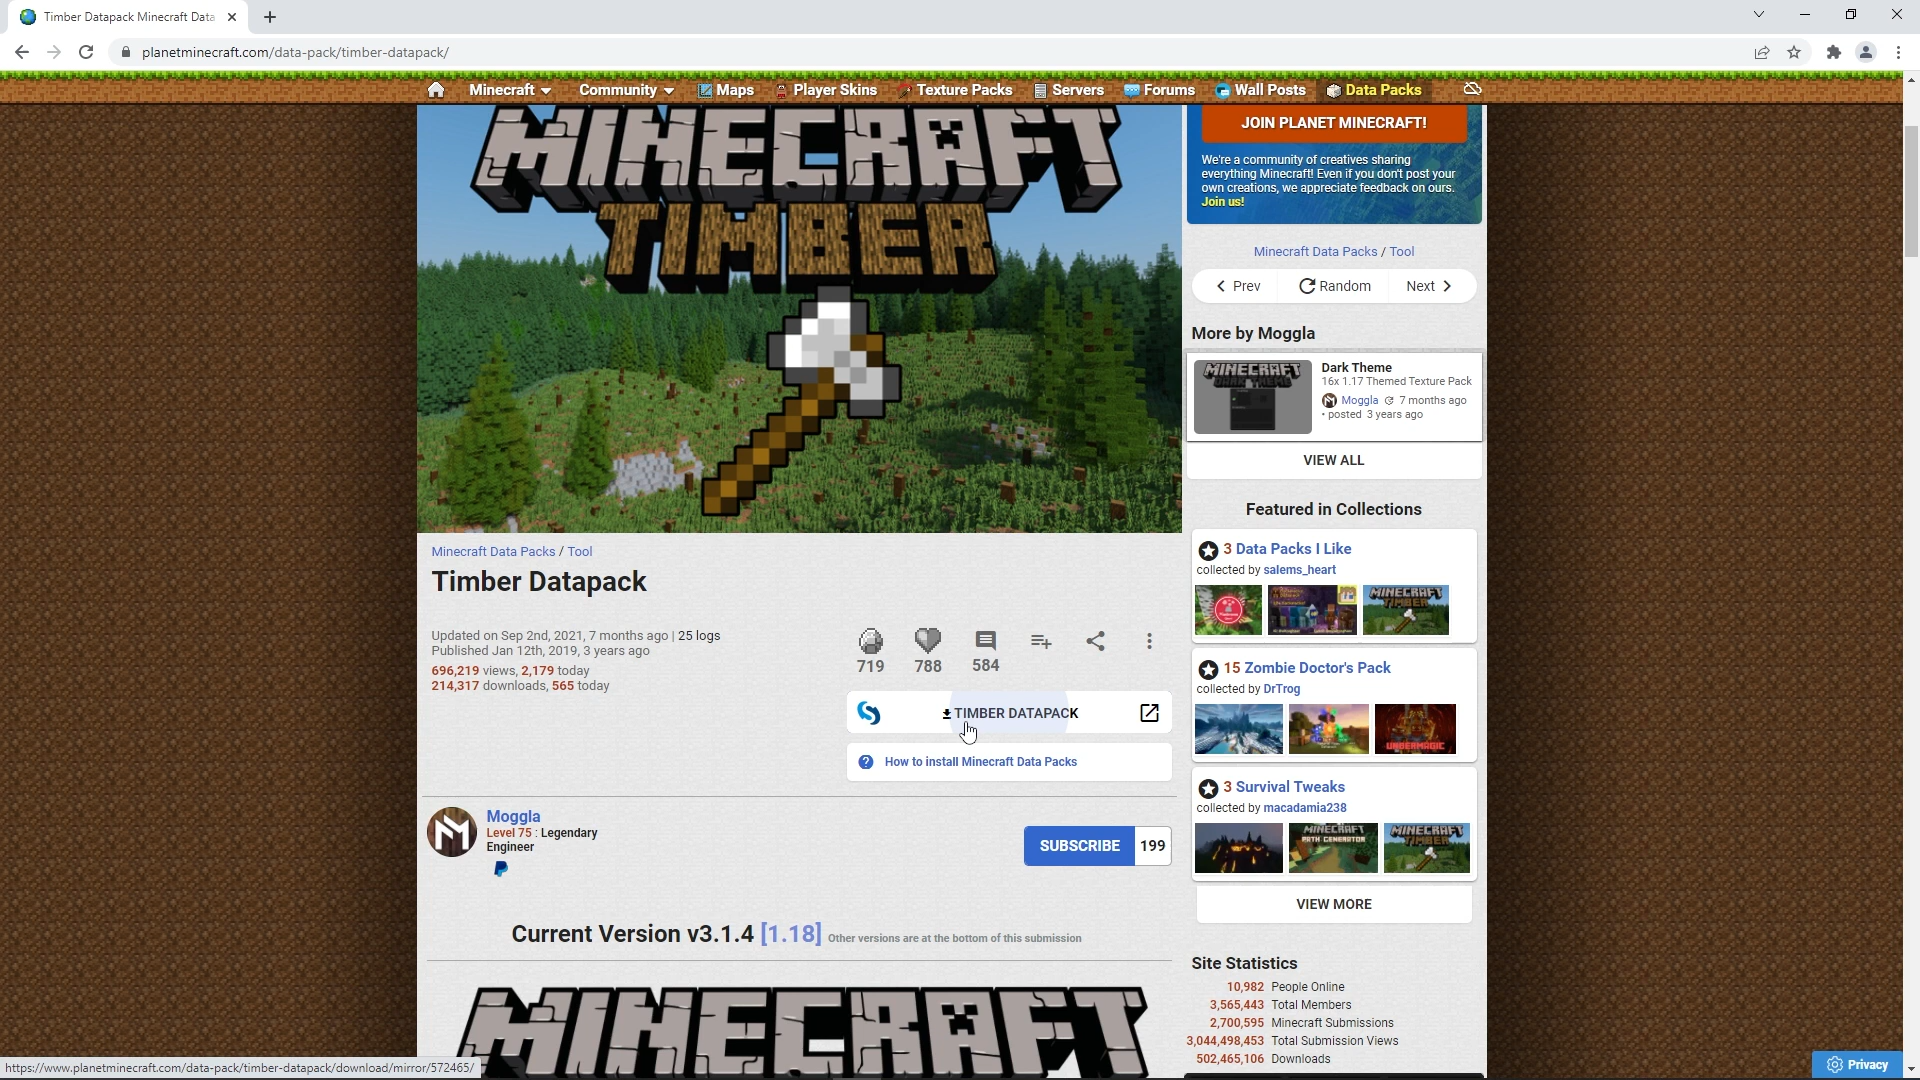 Timber Datapack Minecraft Data
planetminecraft.com/data-pack/timber-datapack/
Minecraft
Community
Maps
Player Skins
Texture Packs
Servers
Forums
Wall Posts
Data Packs
MINECRAFT
TIMBER
Minecraft Data Packs / Tool
Timber Datapack
Updated on Sep 2nd, 2021, 7 months ago | 25 logs
Published Jan 12th, 2019, 3 years ago
696,219 views, 2,179 today
214,317 downloads, 565 today
719
788
584
TIMBER DATAPACK
How to install Minecraft Data Packs
Moggla
Level 75 : Legendary
Engineer
SUBSCRIBE 199
Current Version v3.1.4 [1.18] Other versions are at the bottom of this submission
MINECRAFT
JOIN PLANET MINECRAFT!
We're a community of creatives sharing
everything Minecraft! Even if you don't post your
own creations, we appreciate feedback on ours.
Join us!
Minecraft Data Packs / Tool
Prev
Random
Next
More by Moggla
MINECRAFT
DARK THEME
Dark Theme
16x 1.17 Themed Texture Pack
Moggla 7 months ago
• posted 3 years ago
VIEW ALL
Featured in Collections
3 Data Packs I Like
collected by salems_heart
MINECRAFT
TIMBER
15 Zombie Doctor's Pack
collected by DrTrog
UNBERMAGIC
3 Survival Tweaks
collected by macadamia238
MINECRAFT
PATH GENERATOR
MINECRAFT
TIMBER
VIEW MORE
Site Statistics
10,982 People Online
3,565,443 Total Members
2,700,595 Minecraft Submissions
3,044,498,453 Total Submission Views
502,465,106 Downloads
https://www.planetminecraft.com/data-pack/timber-datapack/download/mirror/572465/
Privacy